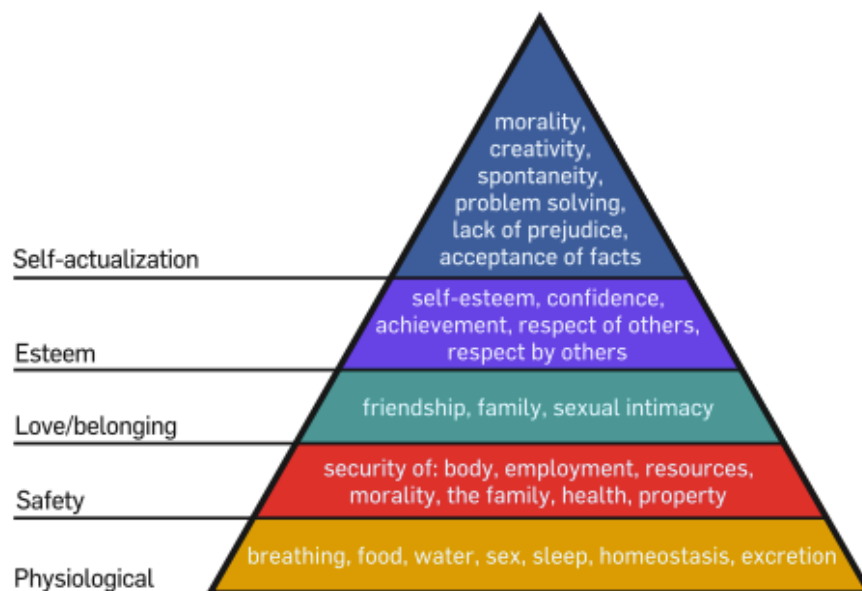 morality,
creativity,
spontaneity,
problem solving,
lack of prejudice,
acceptance of facts
Self-actualization
self-esteem, confidence,
achievement, respect of others,
respect by others
Esteem
friendship, family, sexual intimacy
Love/belonging
security of: body, employment, resources,
morality, the family, health, property
Safety
breathing, food, water, sex, sleep, homeostasis, excretion
Physiological